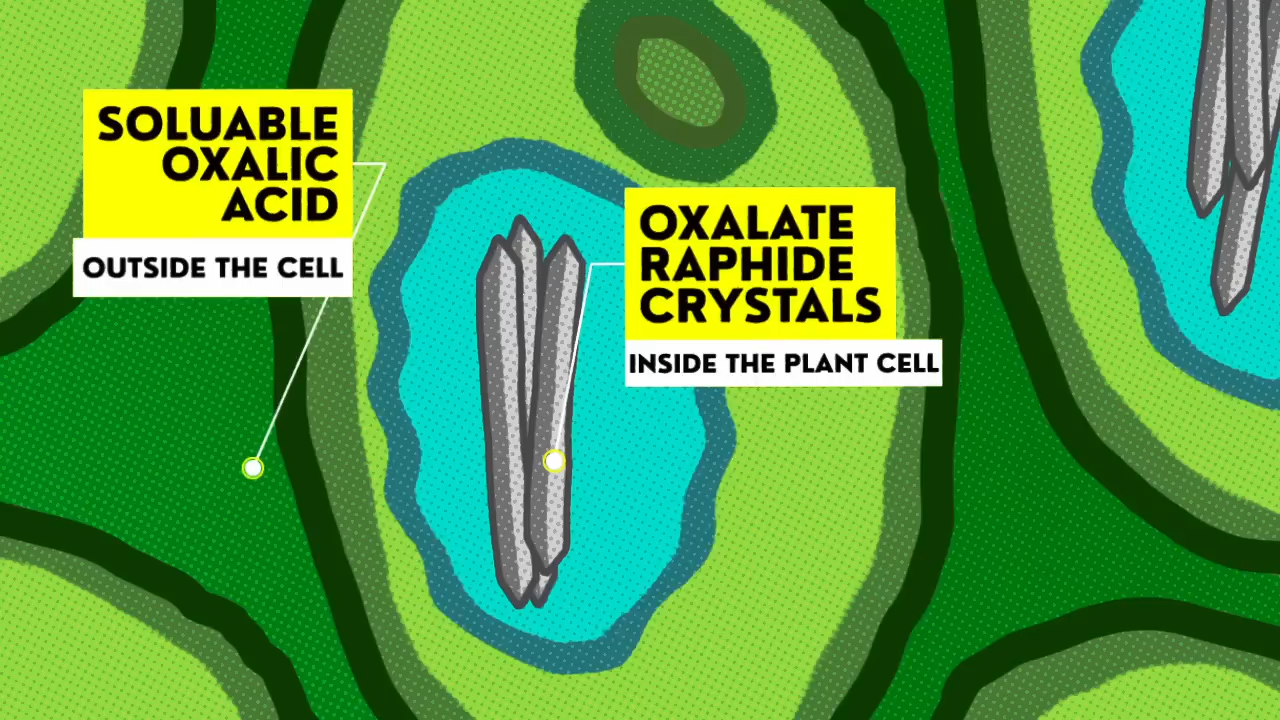 SOLUABLE
OXALIC
ACID
OUTSIDE THE CELL
OXALATE
RAPHIDE
CRYSTALS
INSIDE THE PLANT CELL